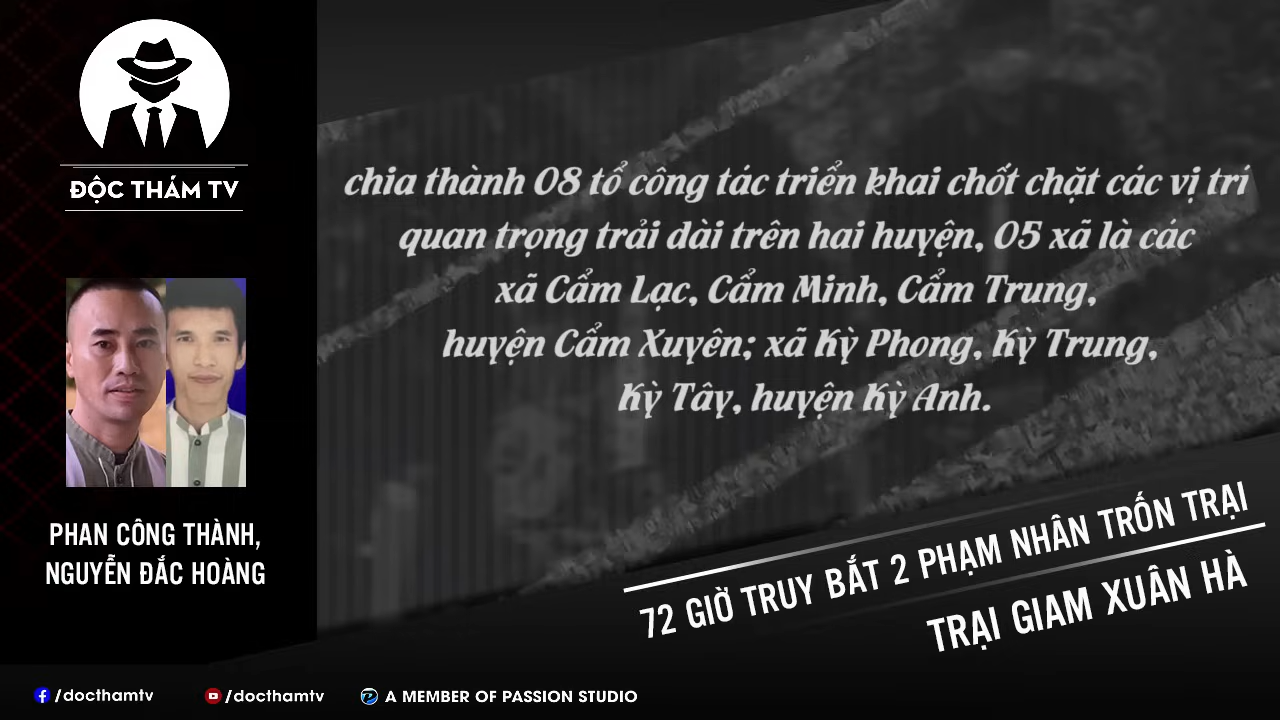 ĐỘC THÁM TV
chia thành 08 tổ công tác triển khai chốt chặt các vị trí
quan trọng trải dài trên hai huyện, 05 xã là các
xã Cẩm Lạc, Cẩm Minh, Cẩm Trung,
huyện Cẩm Xuyên; xã Kỳ Phong, Kỳ Trung,
Kỳ Tây, huyện Kỳ Anh.
PHAN CÔNG THÀNH,
NGUYỄN ĐẮC HOÀNG
72 GIỜ TRUY BẮT 2 PHẠM NHÂN TRỐN TRẠI
TRẠI GIAM XUÂN HÀ
/docthamtv
/docthamtv
A MEMBER OF PASSION STUDIO